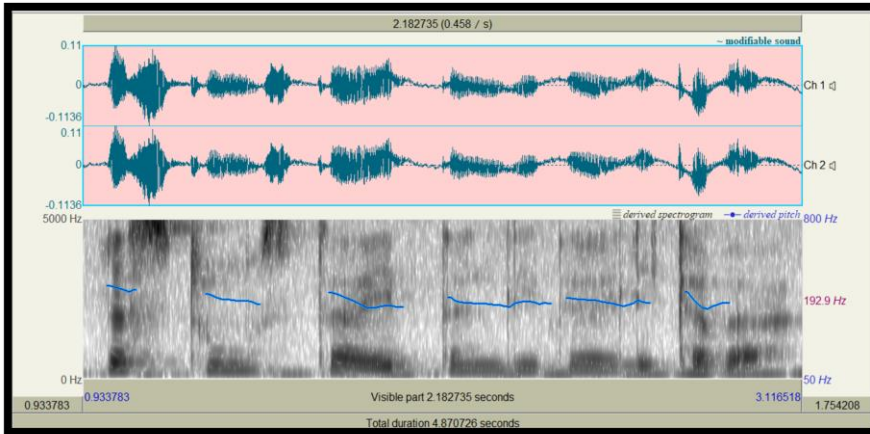 2.182735 (0.458 / s)
~ modifiable sound
0.11
0
-0.1136
Ch 1
0.11
0
-0.1136
Ch 2
derived spectrogram derived pitch
5000 Hz
800 Hz
192.9 Hz
0 Hz
50 Hz
0.933783 0.933783 Visible part 2.182735 seconds 3.116518 1.754208
Total duration 4.870726 seconds